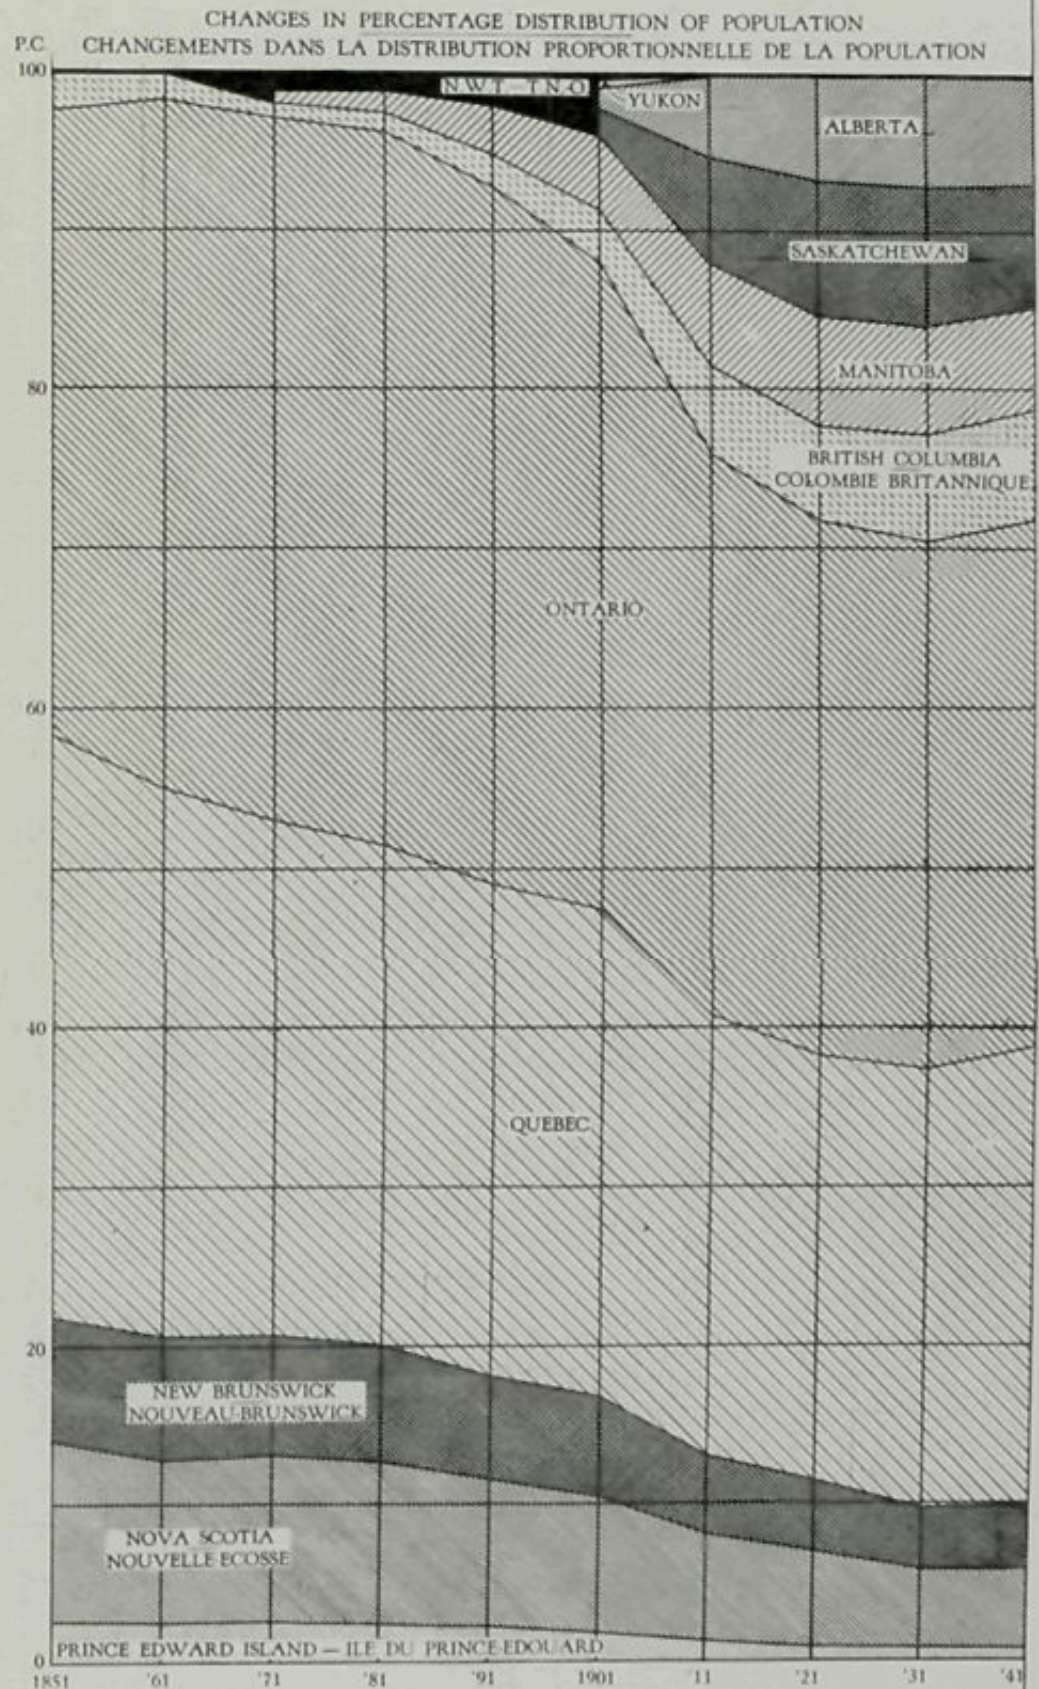 CHANGES IN PERCENTAGE DISTRIBUTION OF POPULATION
P.C. CHANGEMENTS DANS LA DISTRIBUTION PROPORTIONNELLE DE LA POPULATION
100
NWT TN-O
YUKON
ALBERTA
SASKATCHEWAN
MANITOBA
80
BRITISH COLUMBIA
COLOMBIE BRITANNIQUE
ONTARIO
60
40
QUEBEC
20
NEW BRUNSWICK
NOUVEAU-BRUNSWICK
NOVA SCOTIA
NOUVELLE ECOSSE
PRINCE EDWARD ISLAND — ILE DU PRINCE-EDOUARD
0
1851 '61 '71 '81 '91 1901 '11 '21 '31 '41